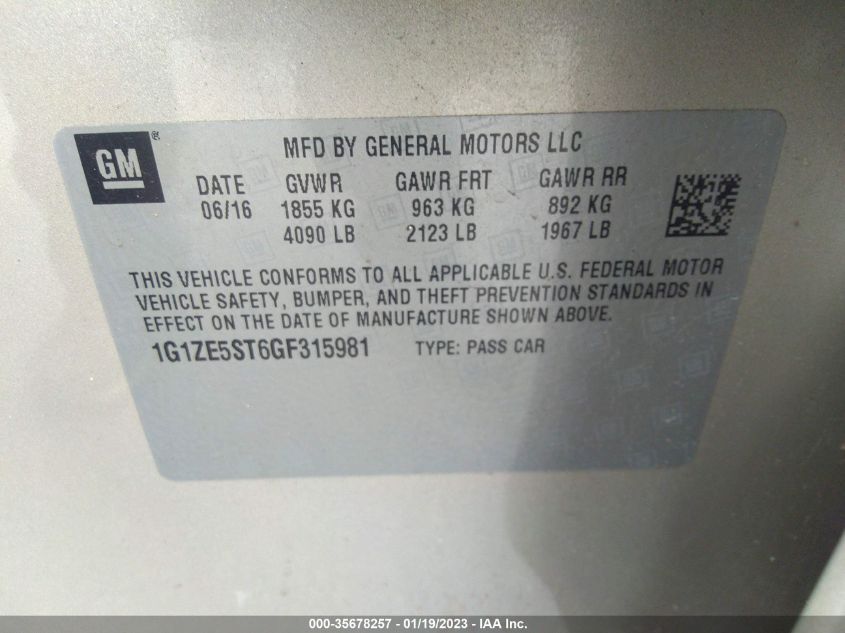 GM ®
MFD BY GENERAL MOTORS LLC
DATE GVWR GAWR FRT GAWR RR
06/16 1855 KG 963 KG 892 KG
4090 LB 2123 LB 1967 LB
THIS VEHICLE CONFORMS TO ALL APPLICABLE U.S. FEDERAL MOTOR
VEHICLE SAFETY, BUMPER, AND THEFT PREVENTION STANDARDS IN
EFFECT ON THE DATE OF MANUFACTURE SHOWN ABOVE.
1G1ZE5ST6GF315981 TYPE: PASS CAR
000-35678257 - 01/19/2023 - IAA Inc.